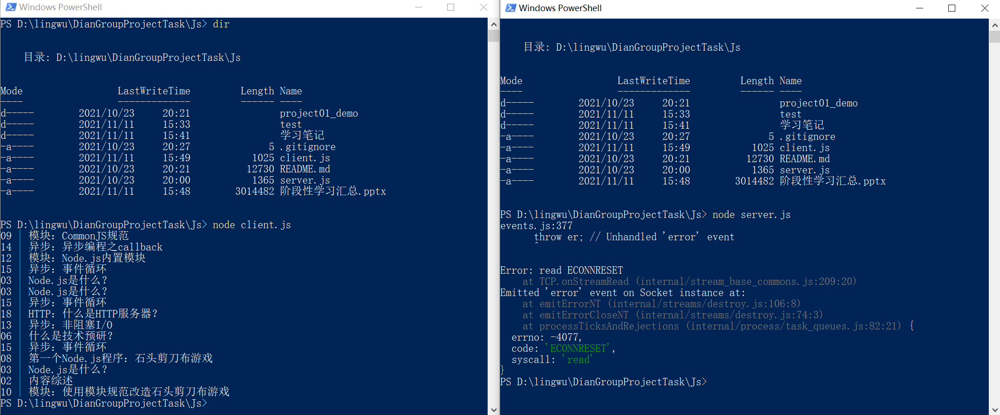 Windows PowerShell
PS D:\lingwu\DianGroupProjectTask\Js> dir
目录: D:\lingwu\DianGroupProjectTask\Js
Mode LastWriteTime Length Name
---- ------------- ------ ----
d----- 2021/10/23 20:21 project01_demo
d----- 2021/11/11 15:33 test
d----- 2021/11/11 15:41 学习笔记
-a---- 2021/10/23 20:27 5 .gitignore
-a---- 2021/11/11 15:49 1025 client.js
-a---- 2021/10/23 20:21 12730 README.md
-a---- 2021/10/23 20:00 1365 server.js
-a---- 2021/11/11 15:48 3014482 阶段性学习汇总.pptx
PS D:\lingwu\DianGroupProjectTask\Js> node client.js
09 | 模块：CommonJS规范
14 | 异步：异步编程之callback
12 | 模块：Node.js内置模块
15 | 异步：事件循环
03 | Node.js是什么？
03 | Node.js是什么？
15 | 异步：事件循环
18 | HTTP：什么是HTTP服务器？
13 | 异步：非阻塞I/O
06 | 什么是技术预研？
15 | 异步：事件循环
08 | 第一个Node.js程序：石头剪刀布游戏
03 | Node.js是什么？
02 | 内容综述
10 | 模块：使用模块规范改造石头剪刀布游戏
PS D:\lingwu\DianGroupProjectTask\Js>
Windows PowerShell
目录: D:\lingwu\DianGroupProjectTask\Js
Mode LastWriteTime Length Name
---- ------------- ------ ----
d----- 2021/10/23 20:21 project01_demo
d----- 2021/11/11 15:33 test
d----- 2021/11/11 15:41 学习笔记
-a---- 2021/10/23 20:27 5 .gitignore
-a---- 2021/11/11 15:49 1025 client.js
-a---- 2021/10/23 20:21 12730 README.md
-a---- 2021/10/23 20:00 1365 server.js
-a---- 2021/11/11 15:48 3014482 阶段性学习汇总.pptx
PS D:\lingwu\DianGroupProjectTask\Js> node server.js
events.js:377
throw er; // Unhandled 'error' event
^
Error: read ECONNRESET
at TCP.onStreamRead (internal/stream_base_commons.js:209:20)
Emitted 'error' event on Socket instance at:
at emitErrorNT (internal/streams/destroy.js:106:8)
at emitErrorCloseNT (internal/streams/destroy.js:74:3)
at processTicksAndRejections (internal/process/task_queues.js:82:21) {
errno: -4077,
code: 'ECONNRESET',
syscall: 'read'
}
PS D:\lingwu\DianGroupProjectTask\Js>